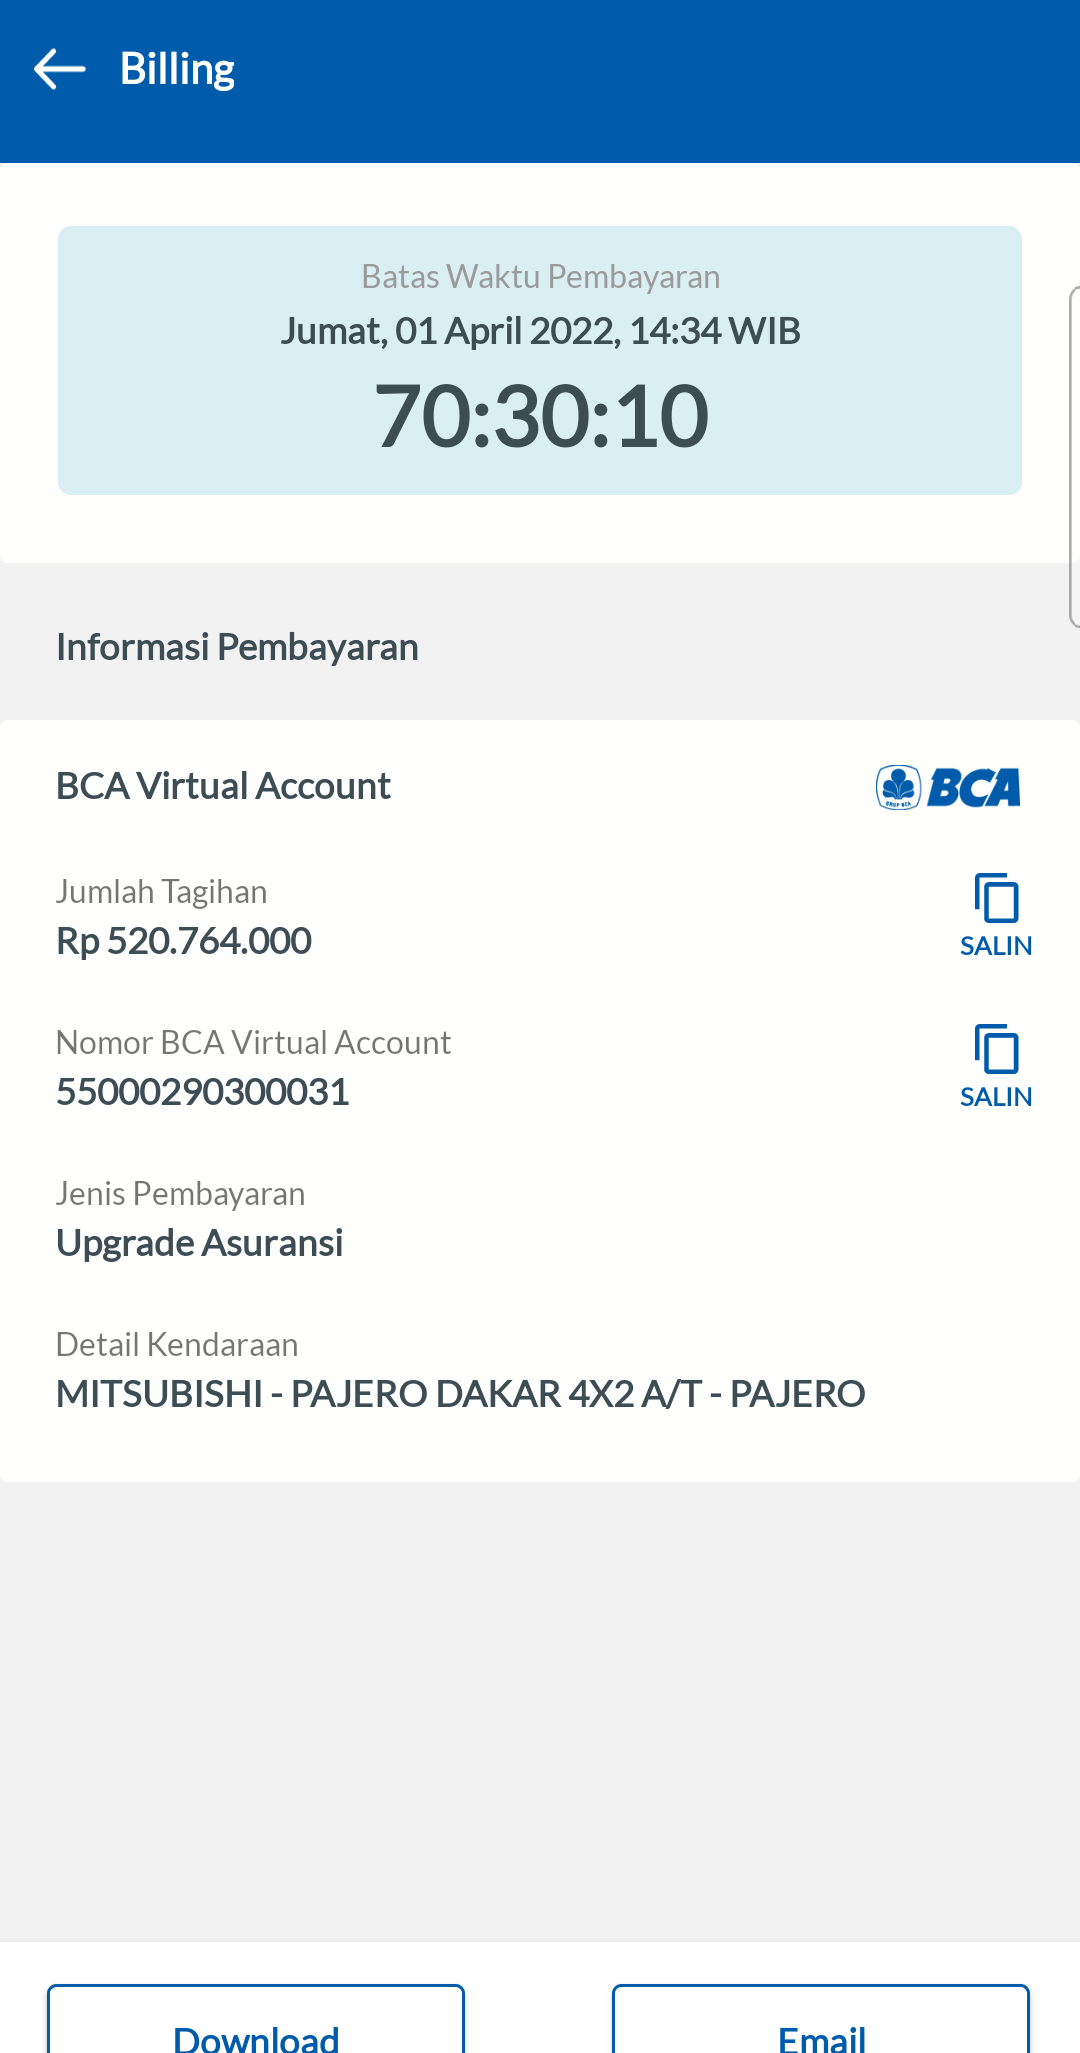 Billing
Batas Waktu Pembayaran
Jumat, 01 April 2022, 14:34 WIB
70:30:10
Informasi Pembayaran
BCA Virtual Account
GRUP BCA
BCA
Jumlah Tagihan
Rp 520.764.000
SALIN
Nomor BCA Virtual Account
55000290300031
SALIN
Jenis Pembayaran
Upgrade Asuransi
Detail Kendaraan
MITSUBISHI - PAJERO DAKAR 4X2 A/T - PAJERO
Download
Email